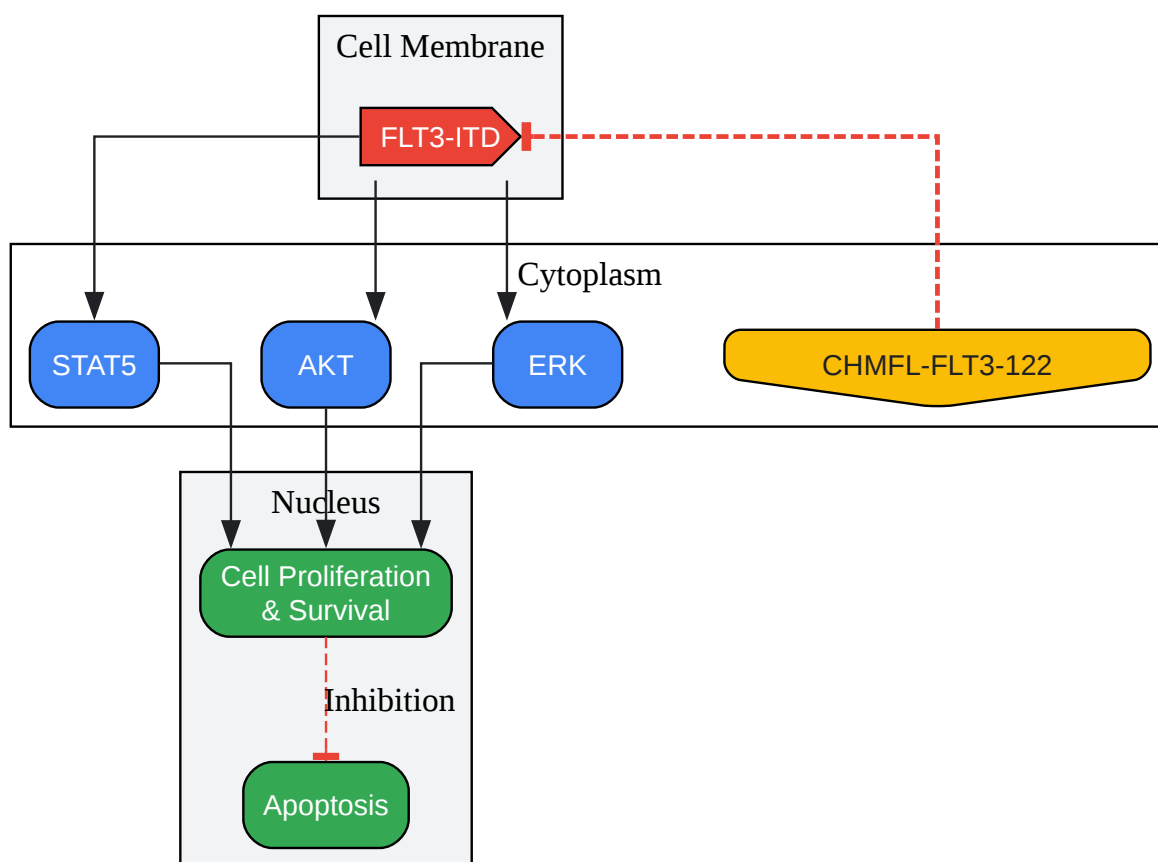 Cell Membrane
FLT3-ITD
Cytoplasm
STAT5
AKT
ERK
CHMFL-FLT3-122
Nucleus
Cell Proliferation
& Survival
Inhibition
Apoptosis